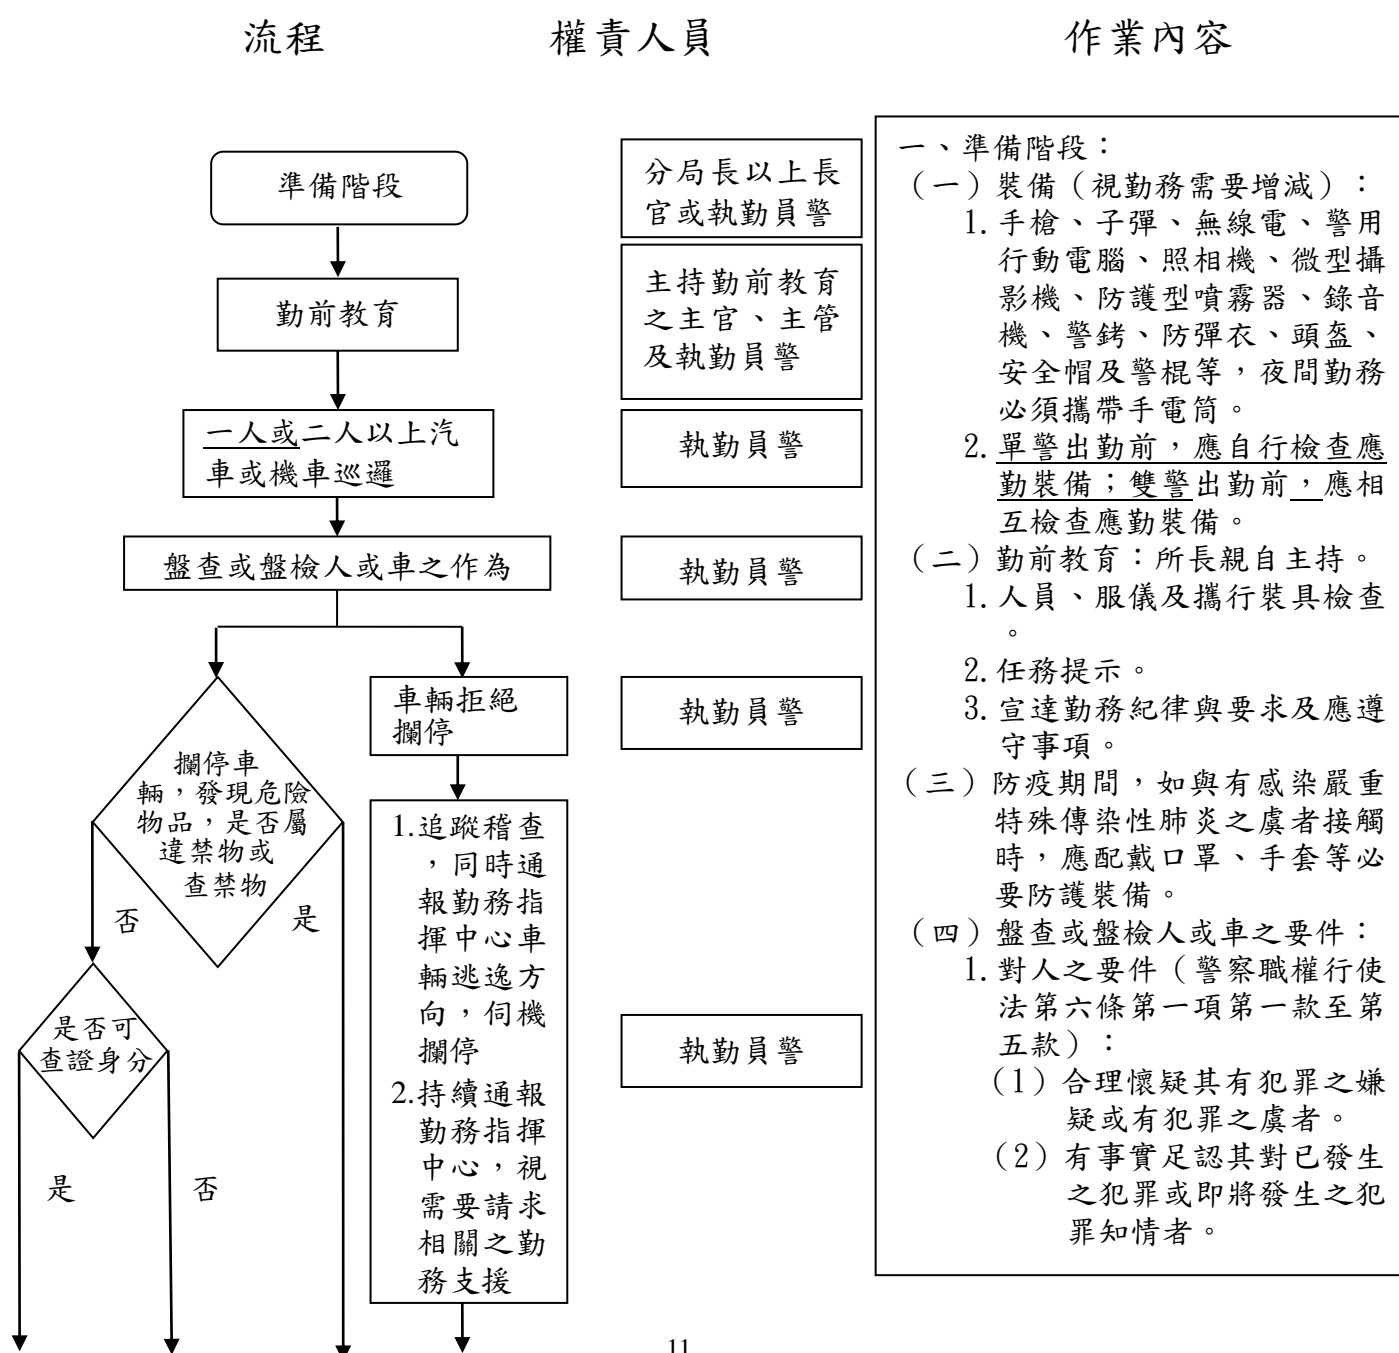 流程
權責人員
作業內容
準備階段
勤前教育
一人或二人以上汽
車或機車巡邏
盤查或盤檢人或車之作為
攔停車
輛，發現危險
物品，是否屬
違禁物或
查禁物
否
是
是否可
查證身分
是
否
車輛拒絕
攔停
1.追蹤稽查
，同時通
報勤務指
揮中心車
輛逃逸方
向，伺機
攔停
2.持續通報
勤務指揮
中心，視
需要請求
相關之勤
務支援
分局長以上長
官或執勤員警
主持勤前教育
之主官、主管
及執勤員警
執勤員警
執勤員警
執勤員警
執勤員警
一、準備階段：
（一）裝備（視勤務需要增減）：
1.手槍、子彈、無線電、警用
行動電腦、照相機、微型攝
影機、防護型噴霧器、錄音
機、警銬、防彈衣、頭盔、
安全帽及警棍等，夜間勤務
必須攜帶手電筒。
2.單警出勤前，應自行檢查應
勤裝備；雙警出勤前，應相
互檢查應勤裝備。
（二）勤前教育：所長親自主持。
1.人員、服儀及攜行裝具檢查
。
2.任務提示。
3.宣達勤務紀律與要求及應遵
守事項。
（三）防疫期間，如與有感染嚴重
特殊傳染性肺炎之虞者接觸
時，應配戴口罩、手套等必
要防護裝備。
（四）盤查或盤檢人或車之要件：
1.對人之要件（警察職權行使
法第六條第一項第一款至第
五款）：
（1）合理懷疑其有犯罪之嫌
疑或有犯罪之虞者。
（2）有事實足認其對已發生
之犯罪或即將發生之犯
罪知情者。
11